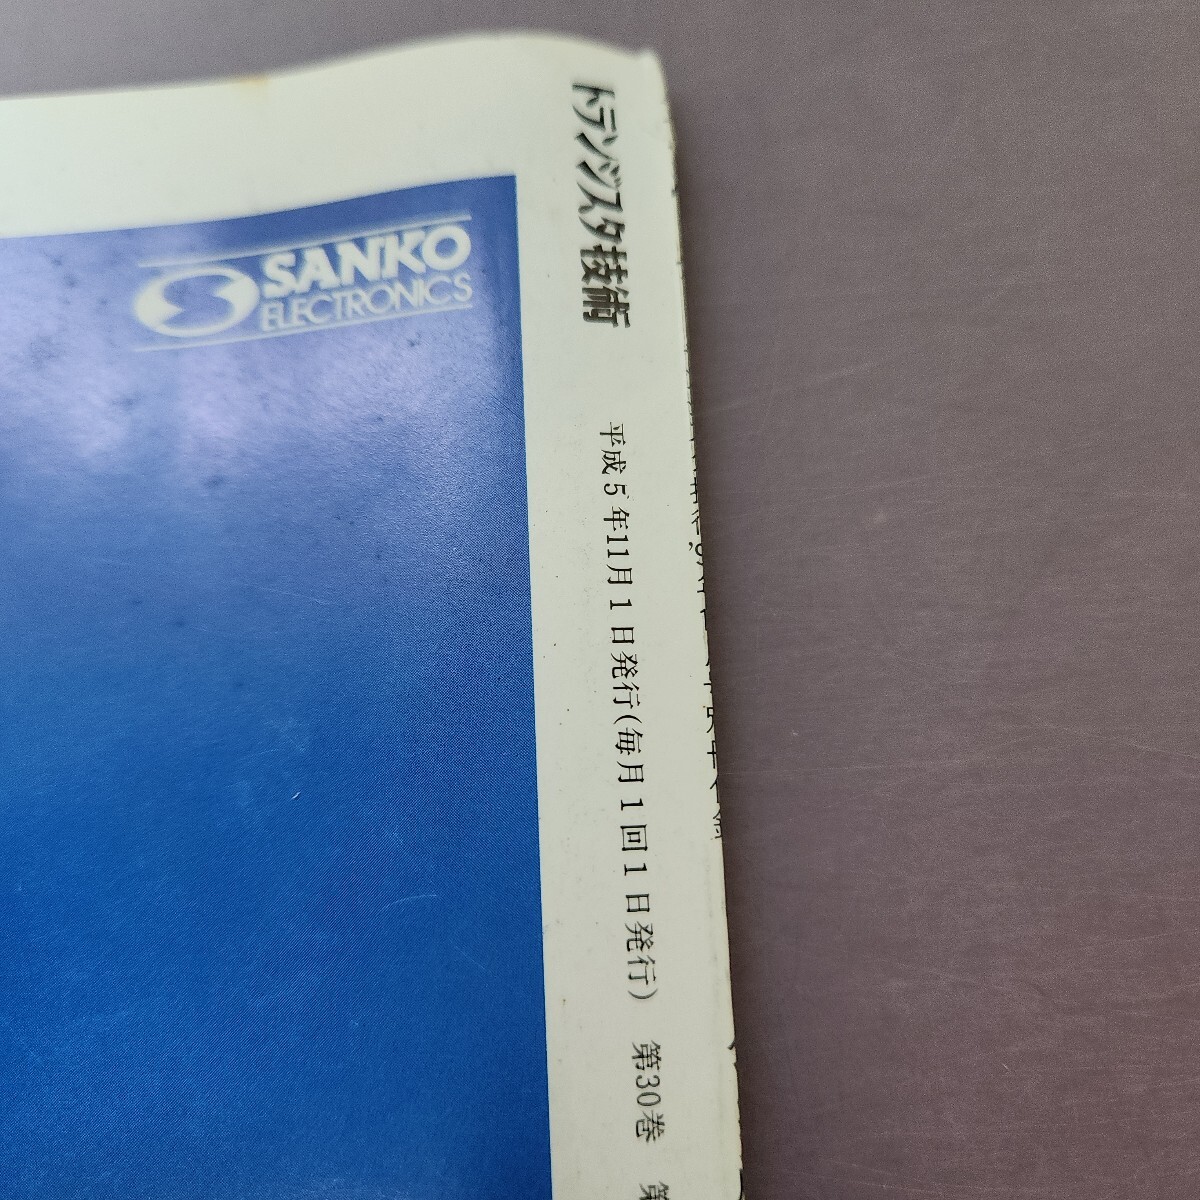 SANKO
ELECTRONICS
トランジスタ技術
平成5年11月1日発行(毎月1回1日発行) 第30巻 第